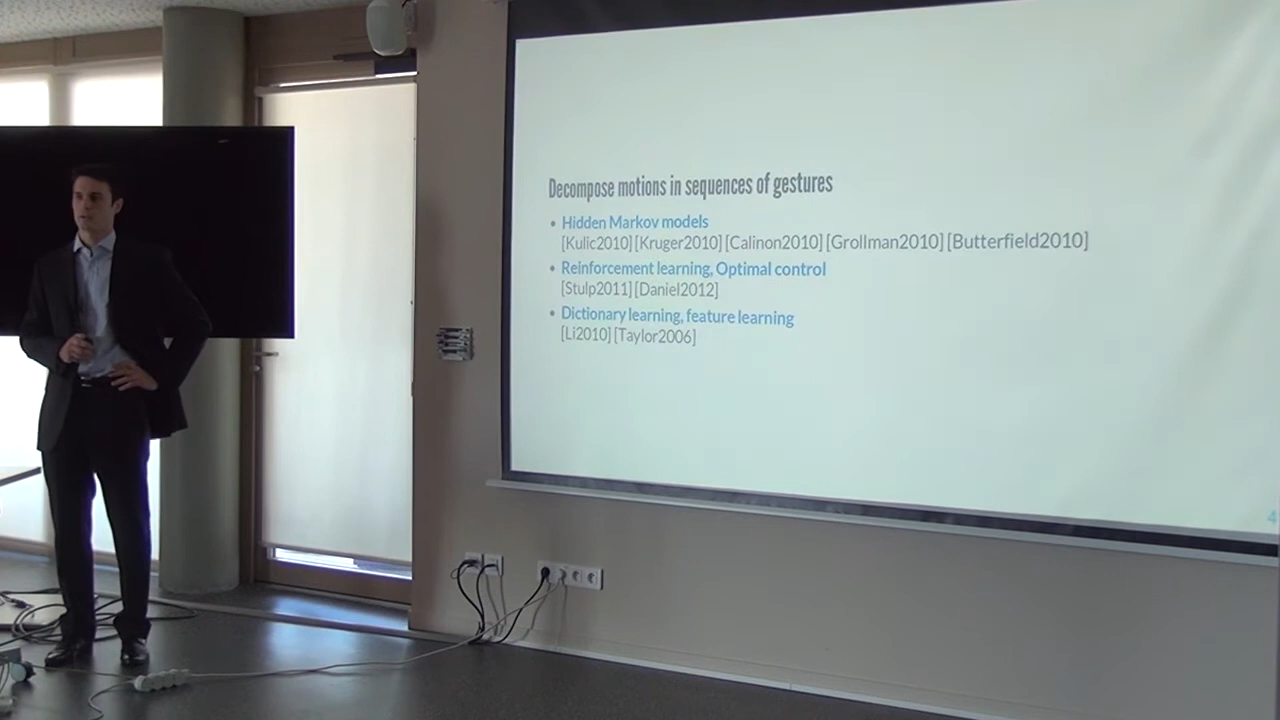 Decompose motions in sequences of gestures
• Hidden Markov models
[Kulic2010] [Kruger2010] [Calinon2010] [Grollman2010] [Butterfield2010]
• Reinforcement learning, Optimal control
[Stulp2011] [Daniel2012]
• Dictionary learning, feature learning
[Li2010] [Taylor2006]
4